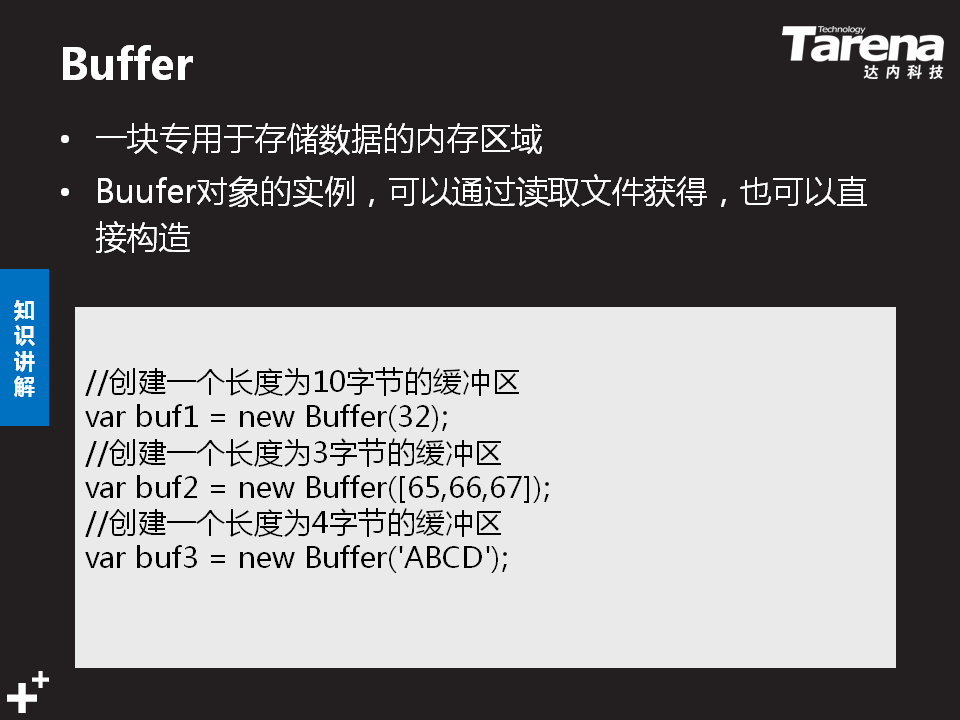 Buffer
Technology
Tarena
达内科技
• 一块专用于存储数据的内存区域
• Buufer对象的实例，可以通过读取文件获得，也可以直
接构造
知
识
讲
解
//创建一个长度为10字节的缓冲区
var buf1 = new Buffer(32);
//创建一个长度为3字节的缓冲区
var buf2 = new Buffer([65,66,67]);
//创建一个长度为4字节的缓冲区
var buf3 = new Buffer('ABCD');